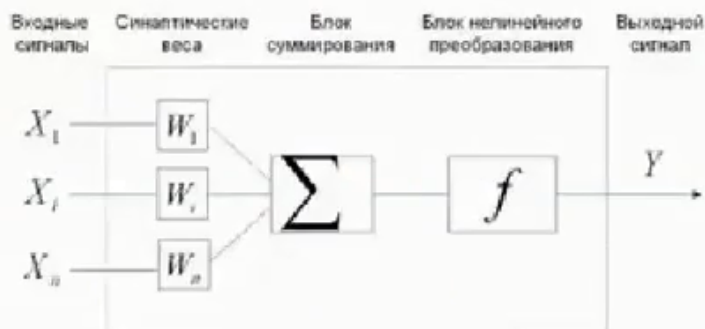 Входные сигналы
Синаптические веса
Блок суммирования
Блок нелинейного преобразования
Выходной сигнал
X₁
W₁
Xᵢ
Wᵢ
∑
f
Y
Xₙ
Wₙ